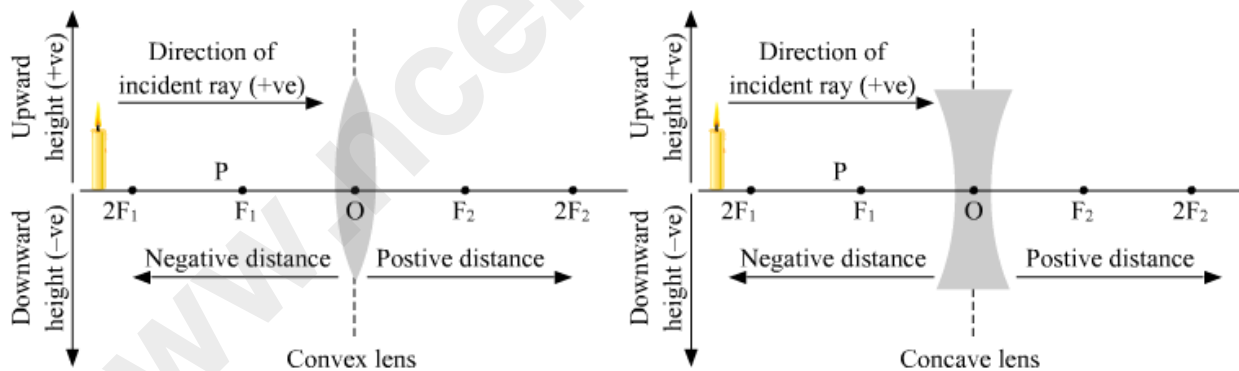 Upward
height (+ve)
Downward
height (–ve)
Direction of
incident ray (+ve)
P
2F₁
F₁
O
F₂
2F₂
Negative distance
Postive distance
Convex lens
Upward
height (+ve)
Downward
height (–ve)
Direction of
incident ray (+ve)
P
2F₁
F₁
O
F₂
2F₂
Negative distance
Postive distance
Concave lens
www.ncer